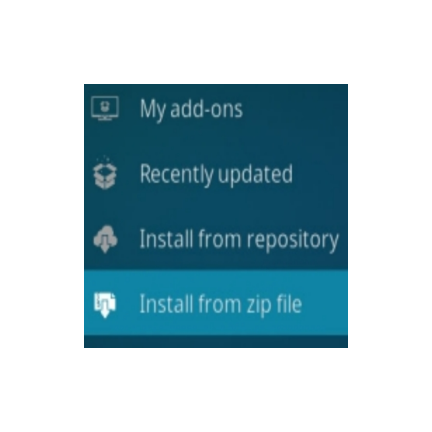 My add-ons
Recently updated
Install from repository
Install from zip file